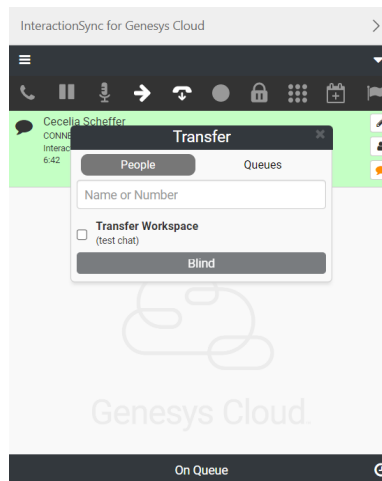 InteractionSync for Genesys Cloud
Cecelia Scheffer
CONNE
Interac
6:42
Transfer
People
Queues
Name or Number
Transfer Workspace
(test chat)
Blind
Genesys Cloud.
On Queue